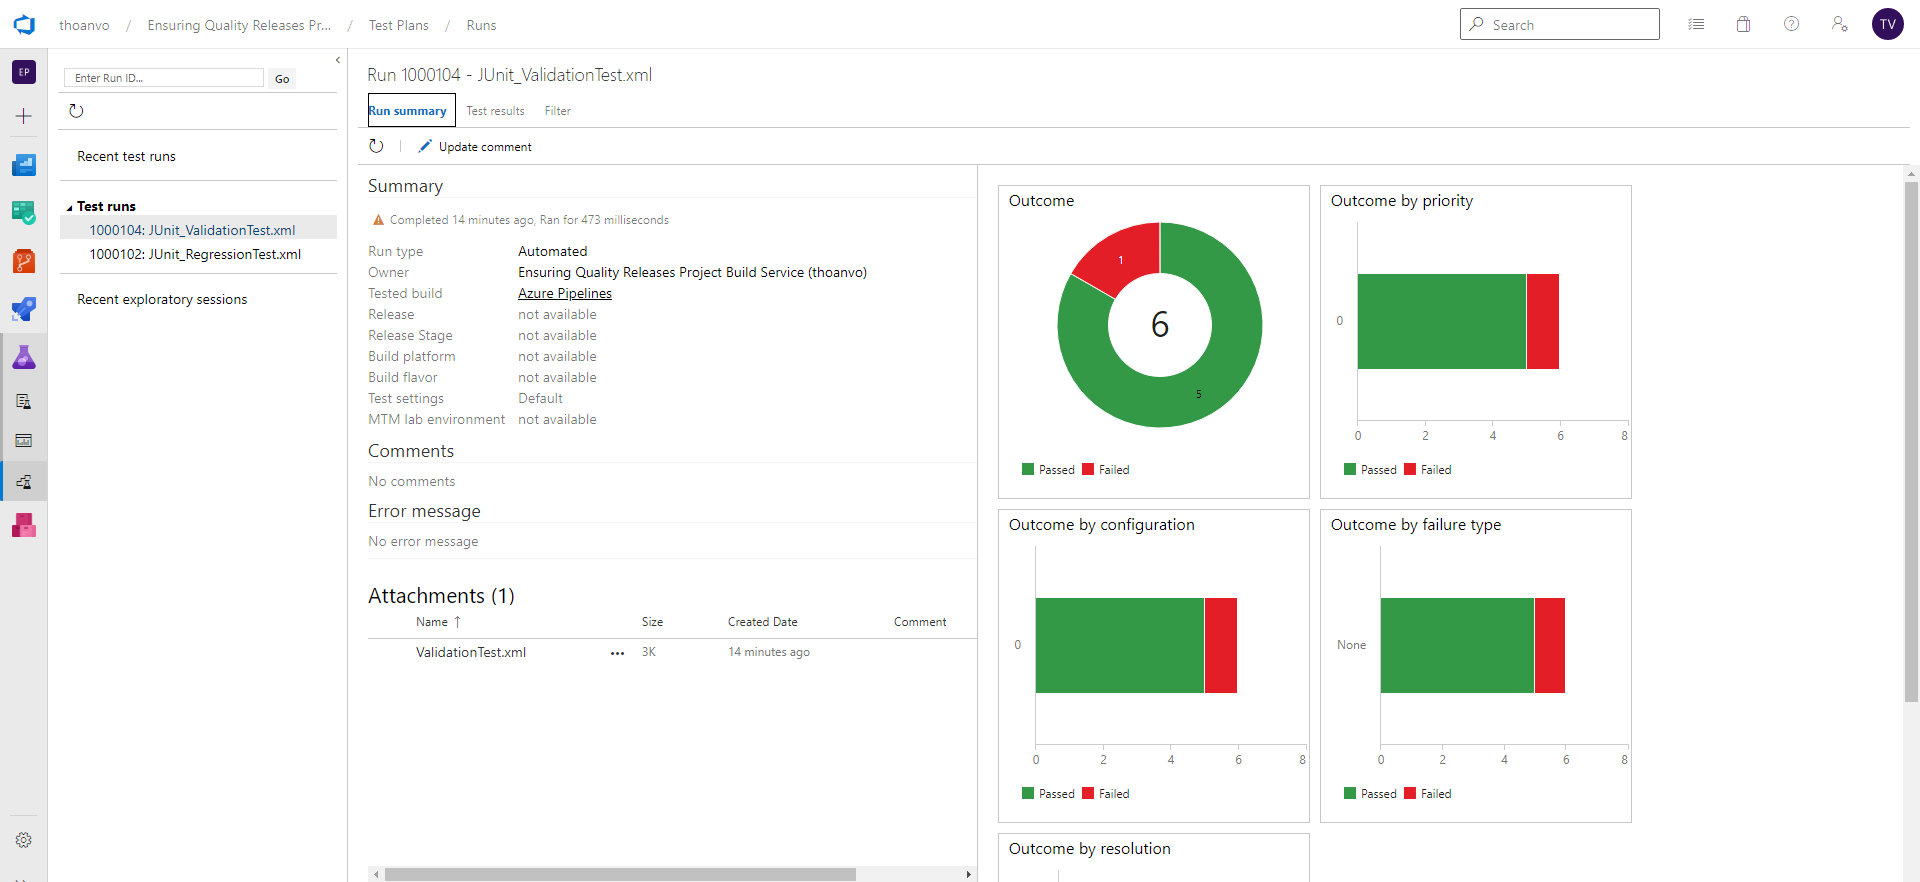 thoanvo / Ensuring Quality Releases Pr... / Test Plans / Runs
Search
TV
EP
Enter Run ID...
Go
Recent test runs
Test runs
1000104: JUnit_ValidationTest.xml
1000102: JUnit_RegressionTest.xml
Recent exploratory sessions
Run 1000104 - JUnit_ValidationTest.xml
Run summary Test results Filter
Update comment
Summary
Completed 14 minutes ago, Ran for 473 milliseconds
Run type Automated
Owner Ensuring Quality Releases Project Build Service (thoanvo)
Tested build Azure Pipelines
Release not available
Release Stage not available
Build platform not available
Build flavor not available
Test settings Default
MTM lab environment not available
Comments
No comments
Error message
No error message
Attachments (1)
Name ↑ Size Created Date Comment
ValidationTest.xml ... 3K 14 minutes ago
Outcome
1
6
5
Passed Failed
Outcome by priority
0
0 2 4 6 8
Passed Failed
Outcome by configuration
0
0 2 4 6 8
Passed Failed
Outcome by failure type
None
0 2 4 6 8
Passed Failed
Outcome by resolution